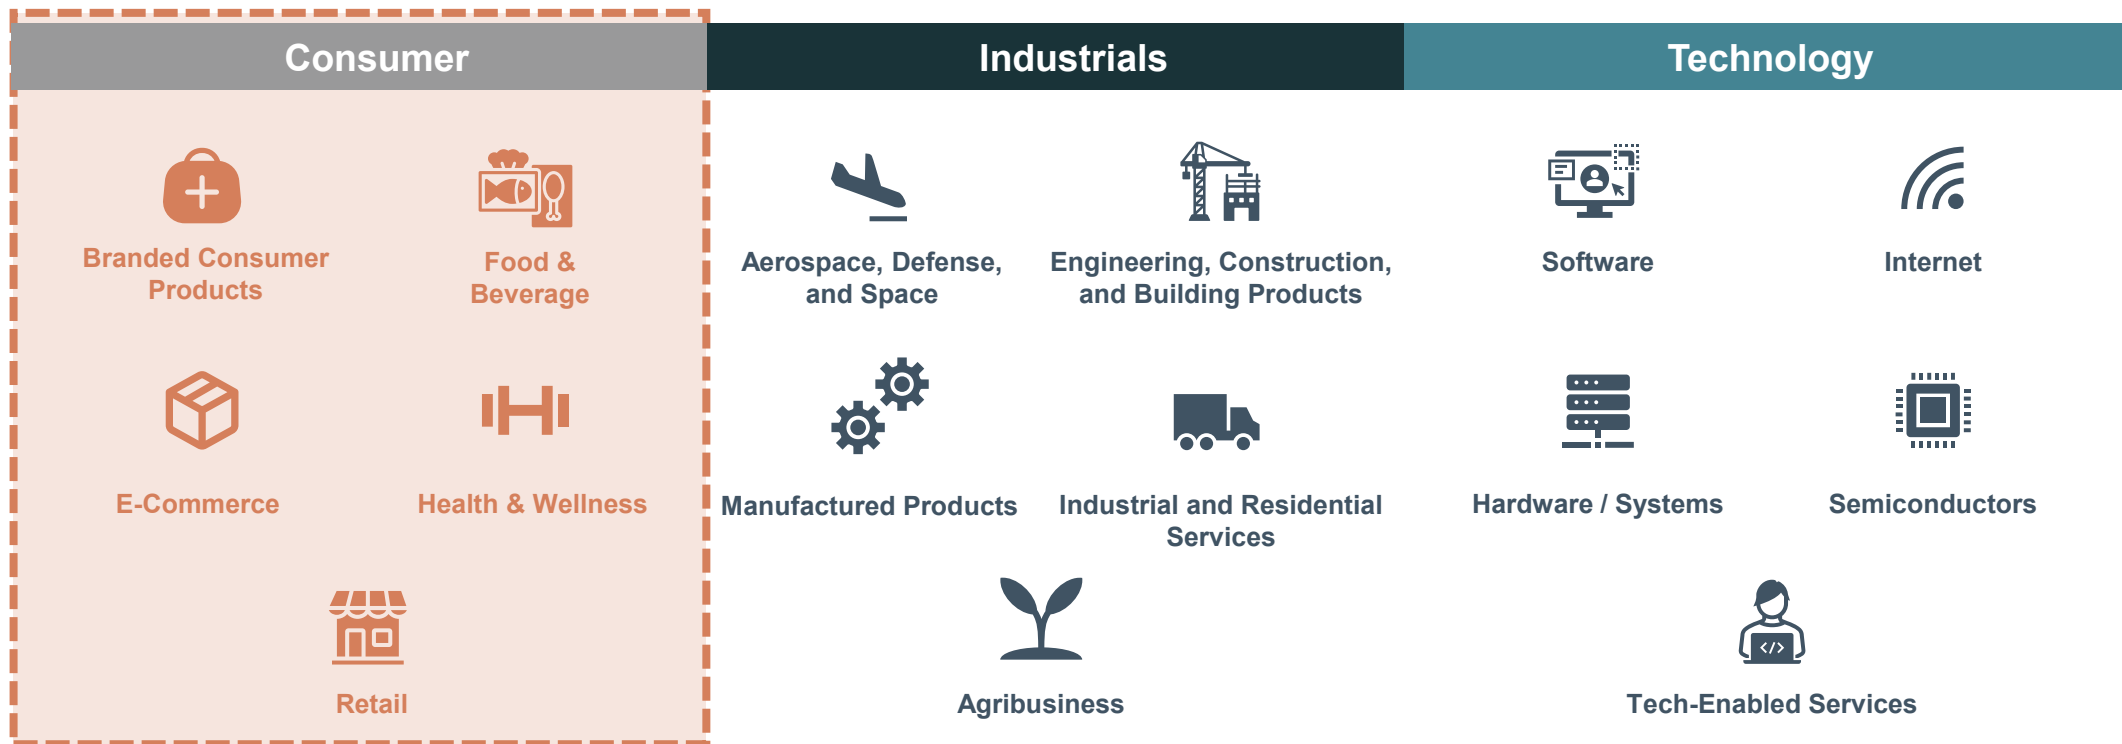 Consumer
Industrials
Technology
Branded Consumer
Products
Food &
Beverage
Aerospace, Defense,
and Space
Engineering, Construction,
and Building Products
Software
Internet
E-Commerce
Health & Wellness
Manufactured Products
Industrial and Residential
Services
Hardware / Systems
Semiconductors
Retail
Agribusiness
</>
Tech-Enabled Services